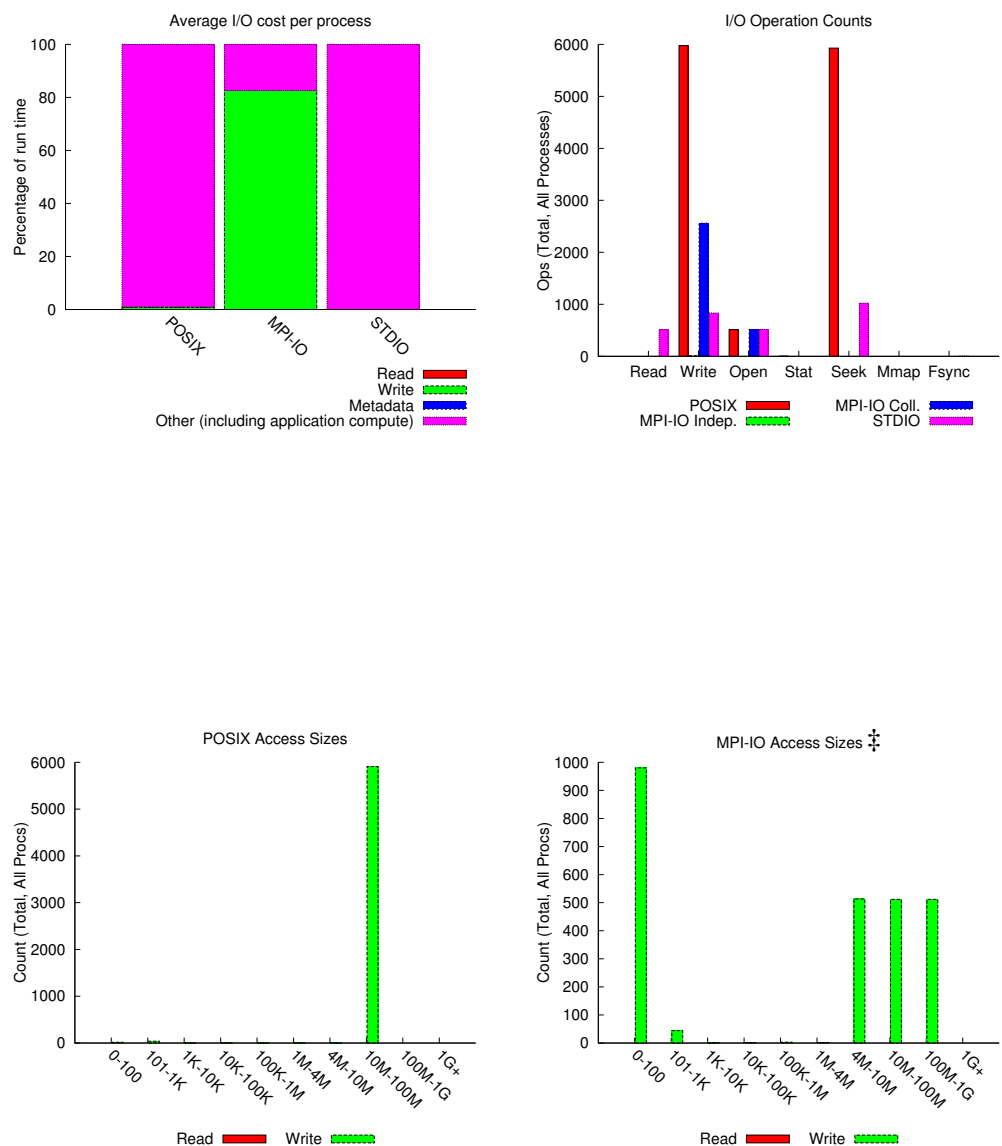 Average I/O cost per process
100
80
60
40
20
0
Percentage of run time
POSIX
MPI-IO
STDIO
Read
Write
Metadata
Other (including application compute)
I/O Operation Counts
6000
5000
4000
3000
2000
1000
0
Ops (Total, All Processes)
Read Write Open Stat Seek Mmap Fsync
POSIX
MPI-IO Indep.
MPI-IO Coll.
STDIO
POSIX Access Sizes
6000
5000
4000
3000
2000
1000
0
Count (Total, All Procs)
0-100
101-1K
1K-10K
10K-100K
100K-1M
1M-4M
4M-10M
10M-100M
100M-1G
1G+
Read Write
MPI-IO Access Sizes ‡
1000
900
800
700
600
500
400
300
200
100
0
Count (Total, All Procs)
0-100
101-1K
1K-10K
10K-100K
100K-1M
1M-4M
4M-10M
10M-100M
100M-1G
1G+
Read Write